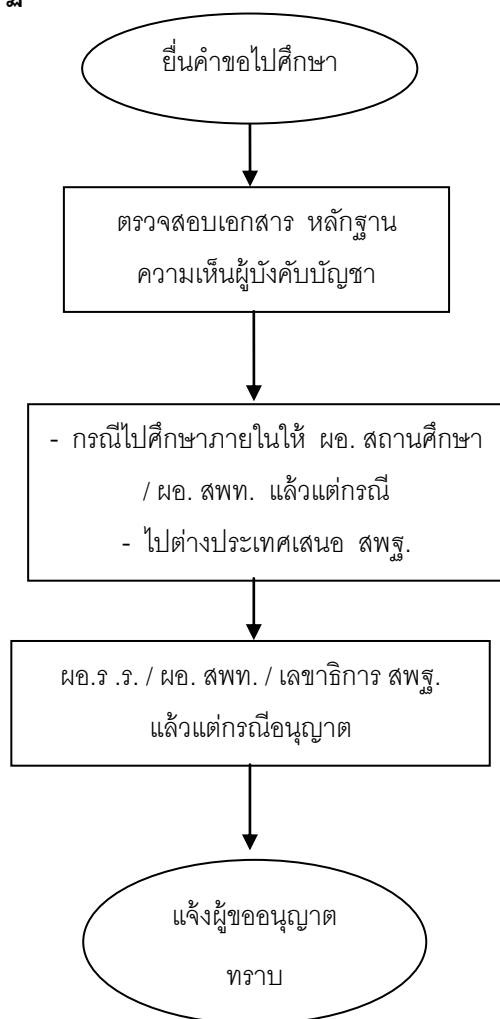 ยื่นคำขอไปศึกษา
ตรวจสอบเอกสาร หลักฐาน
ความเห็นผู้บังคับบัญชา
- กรณีไปศึกษาภายในให้ ผอ. สถานศึกษา
/ ผอ. สพท. แล้วแต่กรณี
- ไปต่างประเทศเสนอ สพฐ.
ผอ.ร .ร. / ผอ. สพท. / เลขาธิการ สพฐ.
แล้วแต่กรณีอนุญาต
แจ้งผู้ขออนุญาต
ทราบ